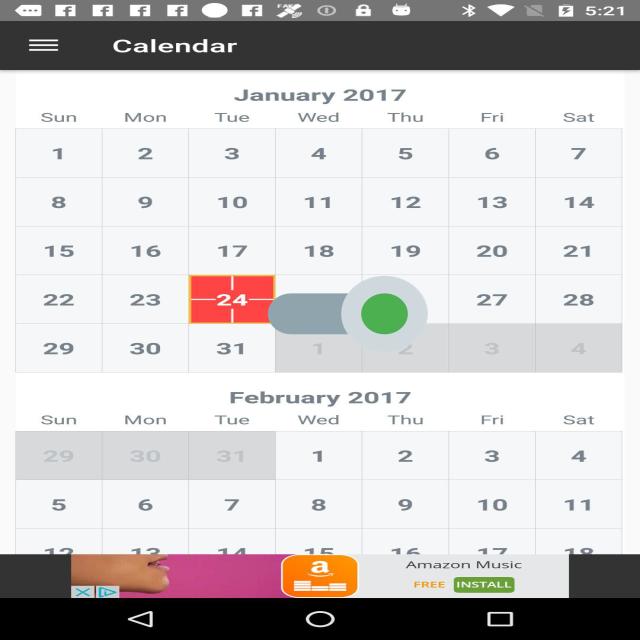 5:21
Calendar
January 2017
Sun Mon Tue Wed Thu Fri Sat
1 2 3 4 5 6 7
8 9 10 11 12 13 14
15 16 17 18 19 20 21
22 23 24 27 28
29 30 31 1 2 3 4
February 2017
Sun Mon Tue Wed Thu Fri Sat
29 30 31 1 2 3 4
5 6 7 8 9 10 11
12 13 14 15 16 17 18
Amazon Music
FREE INSTALL